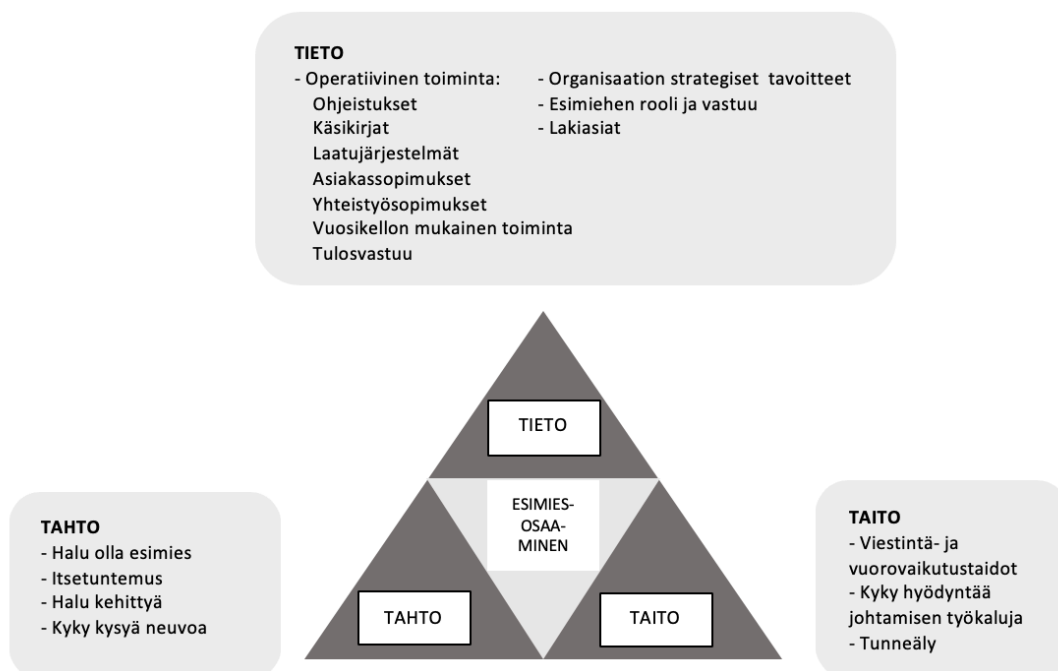 TIETO
- Operatiivinen toiminta:
Ohjeistukset
Käsikirjat
Laatujärjestelmät
Asiakassopimukset
Yhteistyösopimukset
Vuosikellon mukainen toiminta
Tulosvastuu
- Organisaation strategiset tavoitteet
- Esimiehen rooli ja vastuu
- Lakiasiat
TIETO
ESIMIES-
OSAA-
MINEN
TAHTO
TAITO
TAHTO
- Halu olla esimies
- Itsetuntemus
- Halu kehittyä
- Kyky kysyä neuvoa
TAITO
- Viestintä- ja
vuorovaikutustaidot
- Kyky hyödyntää
johtamisen työkaluja
- Tunneäly